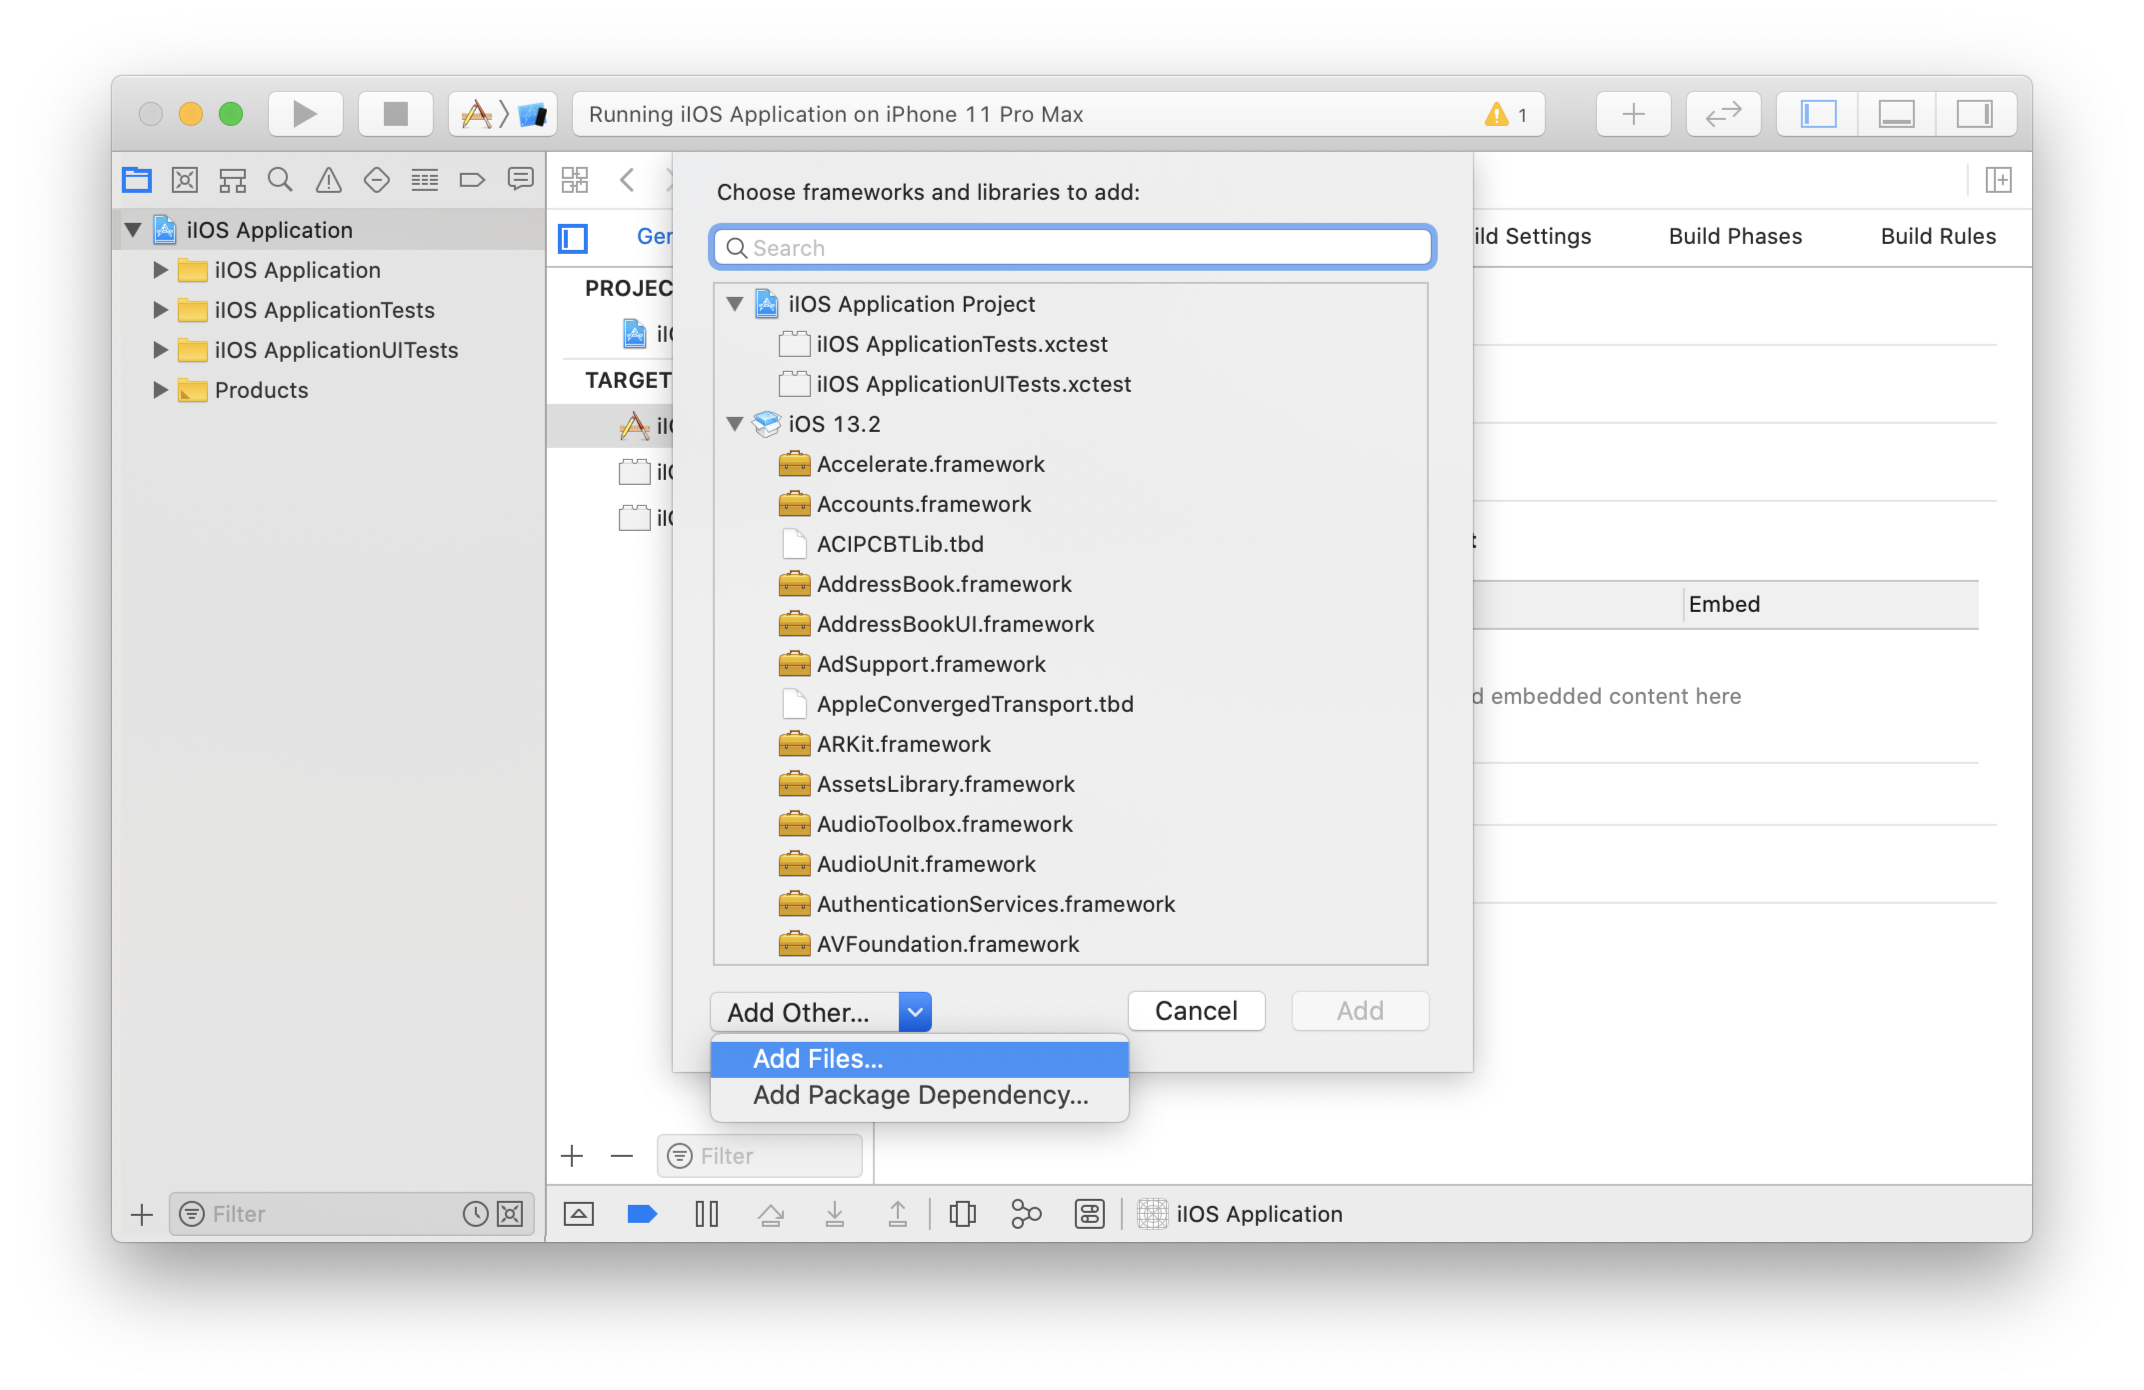 Running iIOS Application on iPhone 11 Pro Max
1
iIOS Application
iIOS Application
iIOS ApplicationTests
iIOS ApplicationUITests
Products
Filter
Ger
ild Settings
Build Phases
Build Rules
PROJEC
TARGET
Embed
d embedded content here
Filter
Choose frameworks and libraries to add:
Search
iIOS Application Project
iIOS ApplicationTests.xctest
iIOS ApplicationUITests.xctest
iOS 13.2
Accelerate.framework
Accounts.framework
ACIPCBTLib.tbd
AddressBook.framework
AddressBookUI.framework
AdSupport.framework
AppleConvergedTransport.tbd
ARKit.framework
AssetsLibrary.framework
AudioToolbox.framework
AudioUnit.framework
AuthenticationServices.framework
AVFoundation.framework
Add Other...
Cancel
Add
Add Files...
Add Package Dependency...
iIOS Application